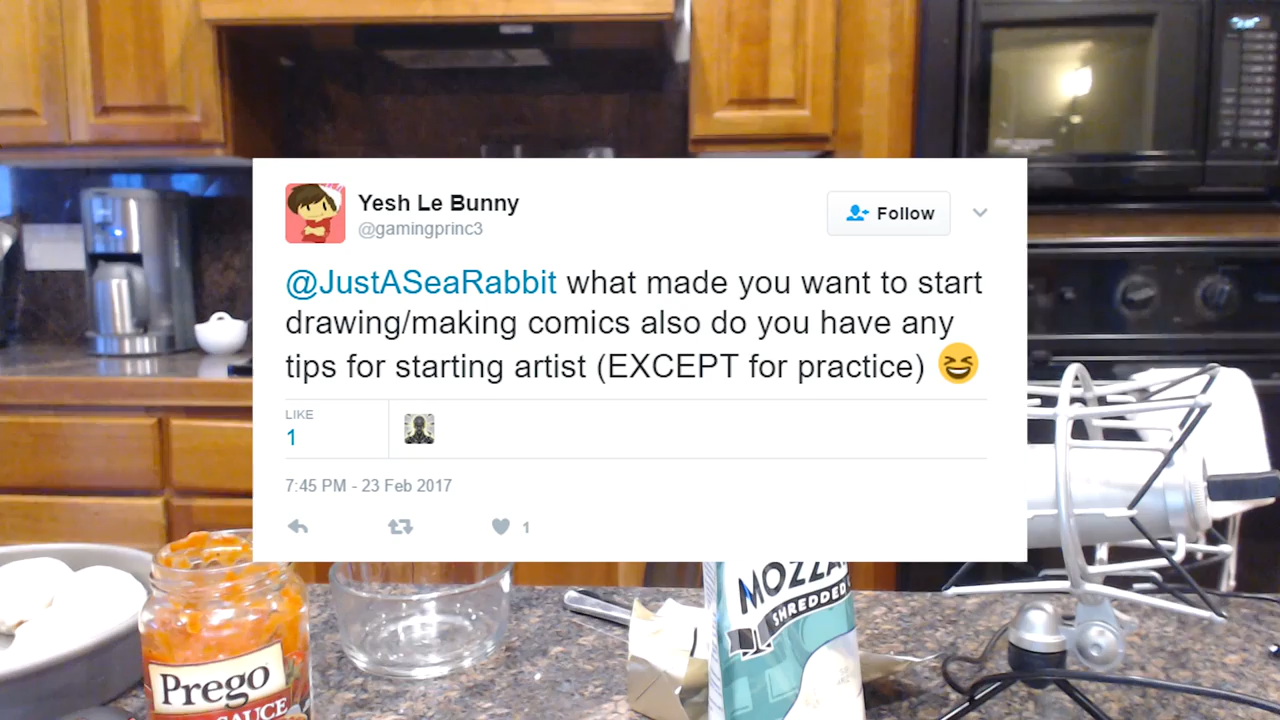 Yesh Le Bunny
@gamingprinc3
Follow
@JustASeaRabbit what made you want to start
drawing/making comics also do you have any
tips for starting artist (EXCEPT for practice) 😆
LIKE
1
7:45 PM - 23 Feb 2017
1
Prego
SAUCE
SHREDDED